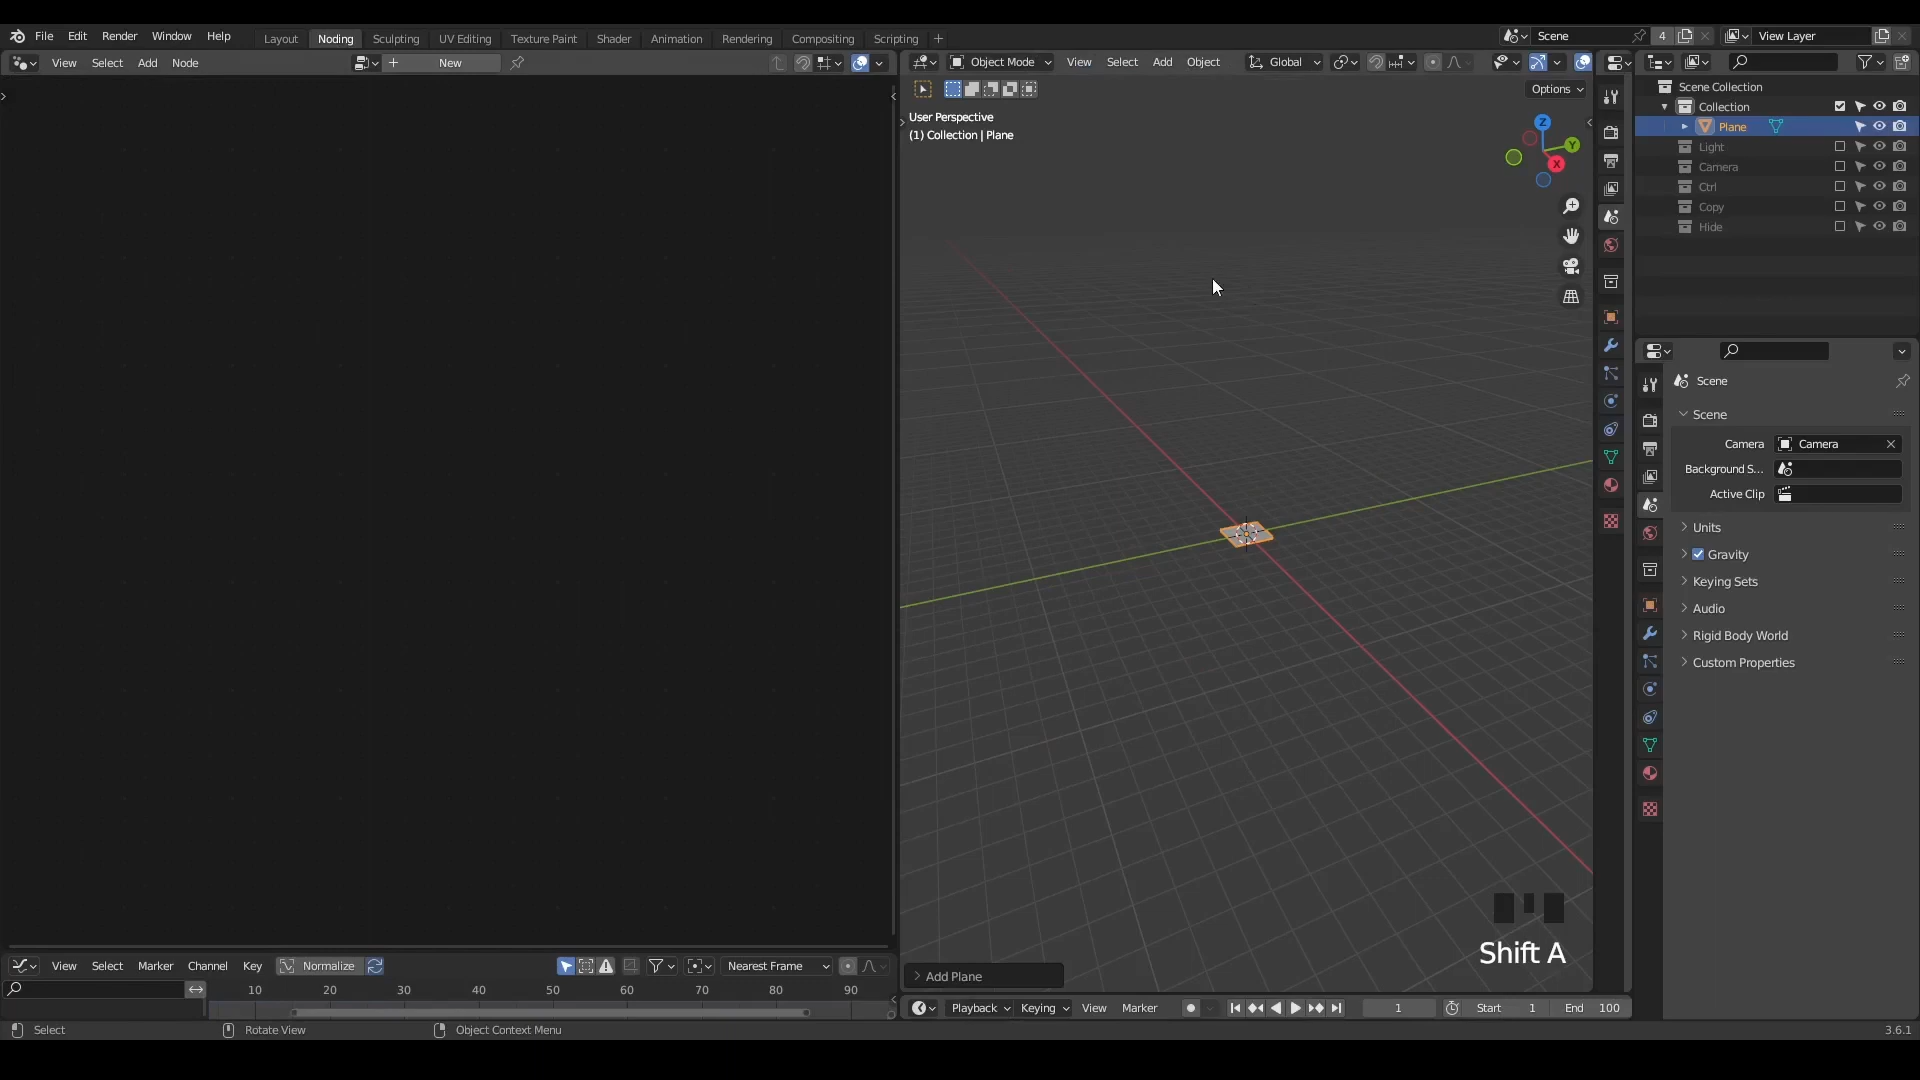 File Edit Render Window Help Layout Noding Sculpting UV Editing Texture Paint Shader Animation Rendering Compositing Scripting + Scene 4 View Layer
View Select Add Node + New Object Mode View Select Add Object Global
Options
User Perspective
(1) Collection | Plane
Z
Y
X
Scene Collection
Collection
Plane
Light
Camera
Ctrl
Copy
Hide
Scene
Scene
Camera Camera
Background S...
Active Clip
Units
Gravity
Keying Sets
Audio
Rigid Body World
Custom Properties
Shift A
Add Plane
View Select Marker Channel Key Normalize Nearest Frame
10 20 30 40 50 60 70 80 90
Playback Keying View Marker 1 Start 1 End 100
Select Rotate View Object Context Menu 3.6.1